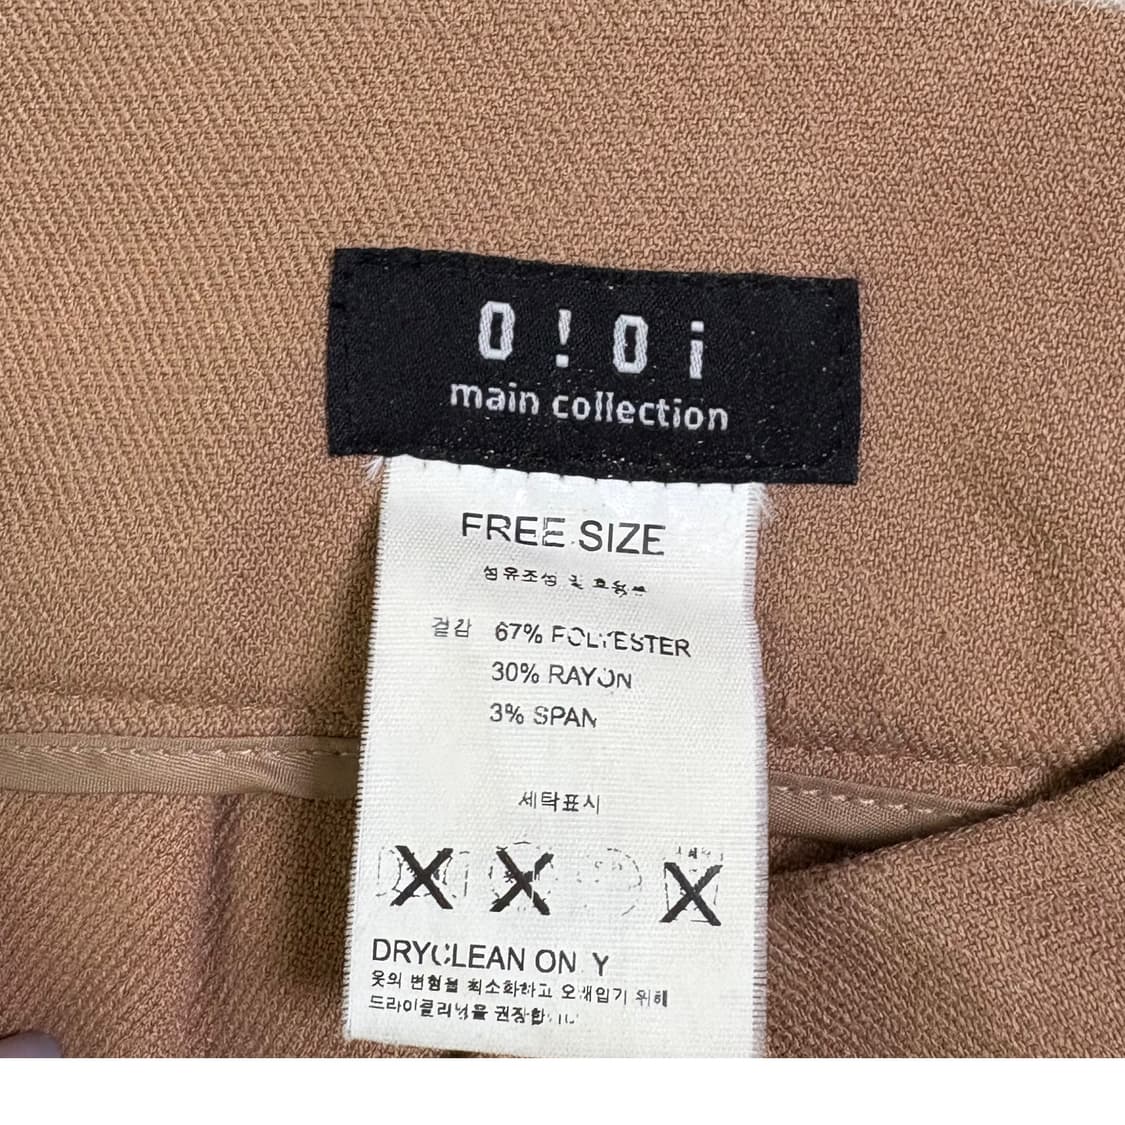 O!Oi
main collection
FREE SIZE
섬유조성 및 혼용률
겉감 67% POLYESTER
30% RAYON
3% SPAN
세탁표시
DRYCLEAN ONLY
옷의 변형을 최소화하고 오래입기 위해
드라이클리닝을 권장합니다